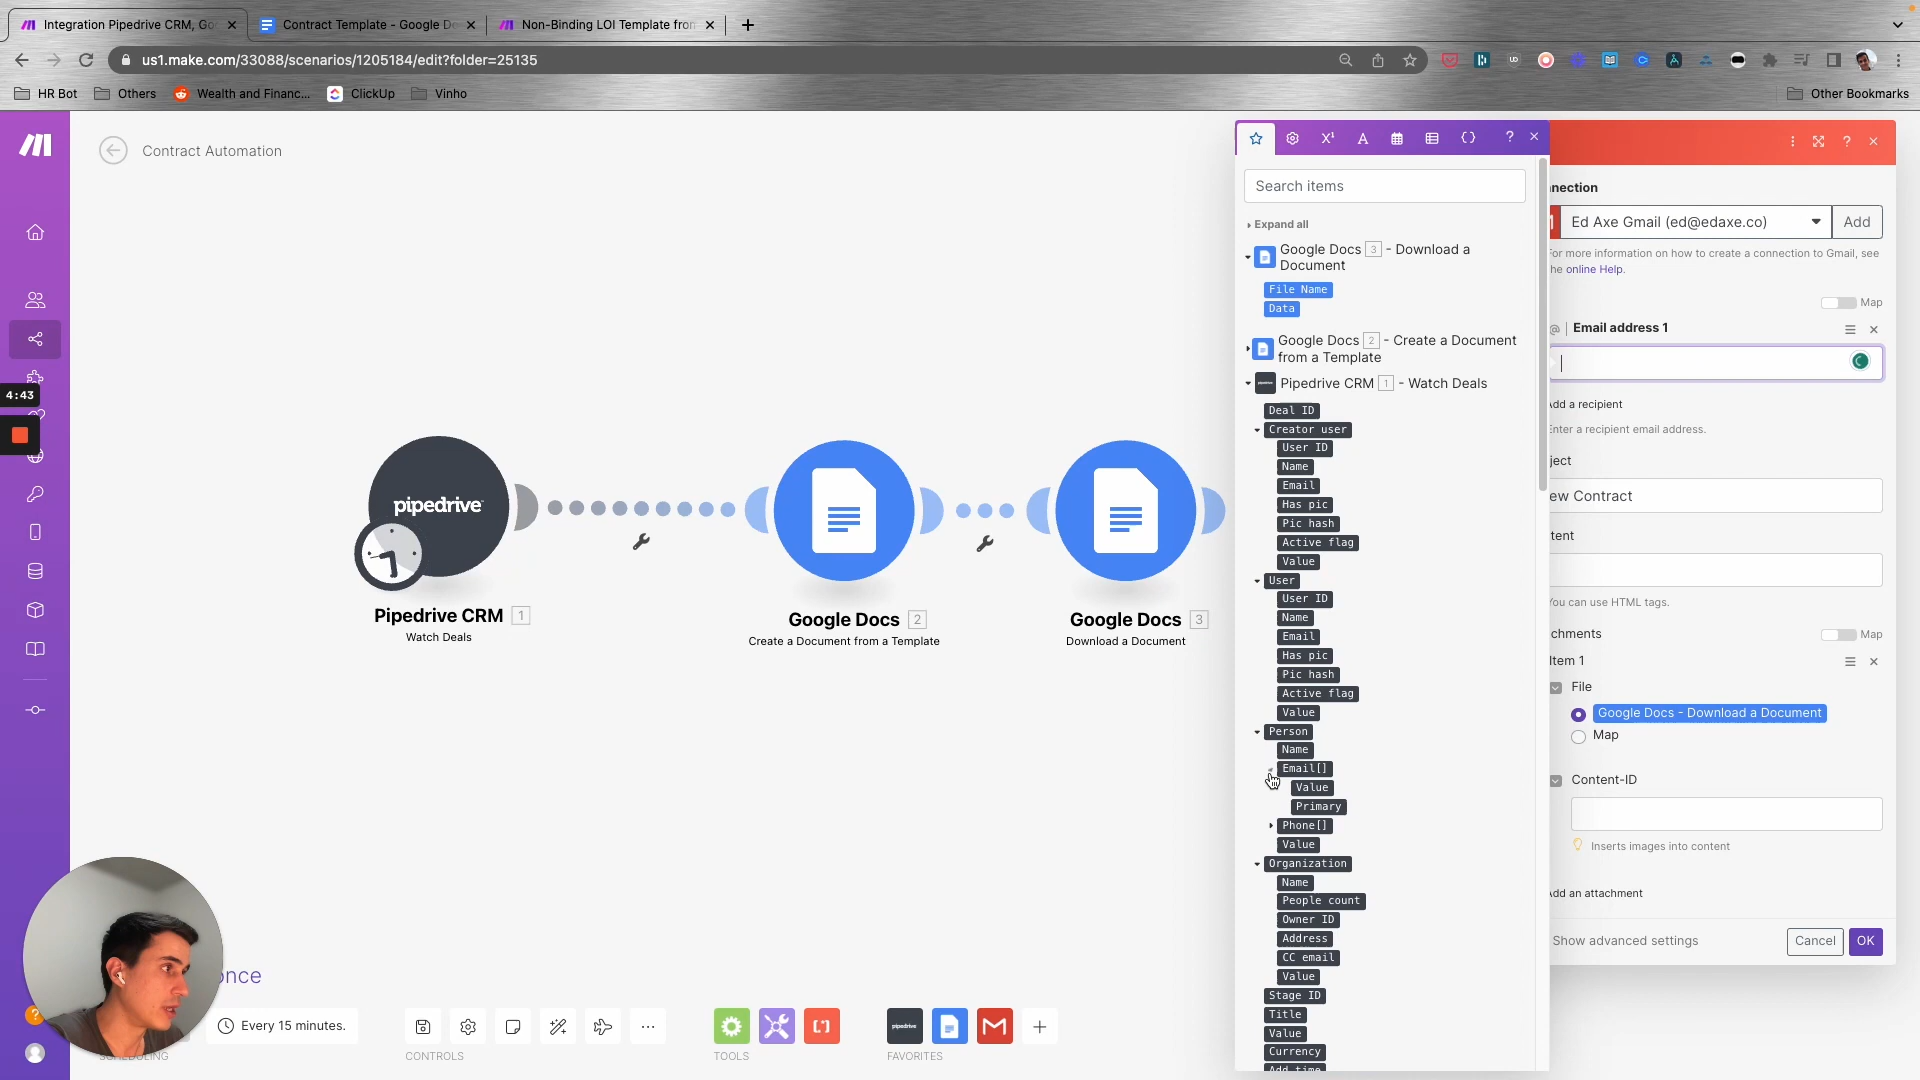 Integration Pipedrive CRM, Go
Contract Template - Google Do
Non-Binding LOI Template from
us1.make.com/33088/scenarios/1205184/edit?folder=25135
HR Bot
Others
Wealth and Financ...
ClickUp
Vinho
Other Bookmarks
Contract Automation
4:43
pipedrive
Pipedrive CRM 1
Watch Deals
Google Docs 2
Create a Document from a Template
Google Docs 3
Download a Document
Search items
Expand all
Google Docs 3 - Download a
Document
File Name
Data
Google Docs 2 - Create a Document
from a Template
Pipedrive CRM 1 - Watch Deals
Deal ID
Creator user
User ID
Name
Email
Has pic
Pic hash
Active flag
Value
User
User ID
Name
Email
Has pic
Pic hash
Active flag
Value
Person
Name
Email[]
Value
Primary
Phone[]
Value
Organization
Name
People count
Owner ID
Address
CC email
Value
Stage ID
Title
Value
Currency
Add time
nnection
Ed Axe Gmail (ed@edaxe.co)
Add
For more information on how to create a connection to Gmail, see
the online Help.
Map
@ | Email address 1
Add a recipient
Enter a recipient email address.
ject
ew Contract
tent
You can use HTML tags.
chments
Map
Item 1
File
Google Docs - Download a Document
Map
Content-ID
Inserts images into content
Add an attachment
Show advanced settings
Cancel
OK
once
Every 15 minutes.
SCHEDULING
CONTROLS
TOOLS
pipedrive
FAVORITES